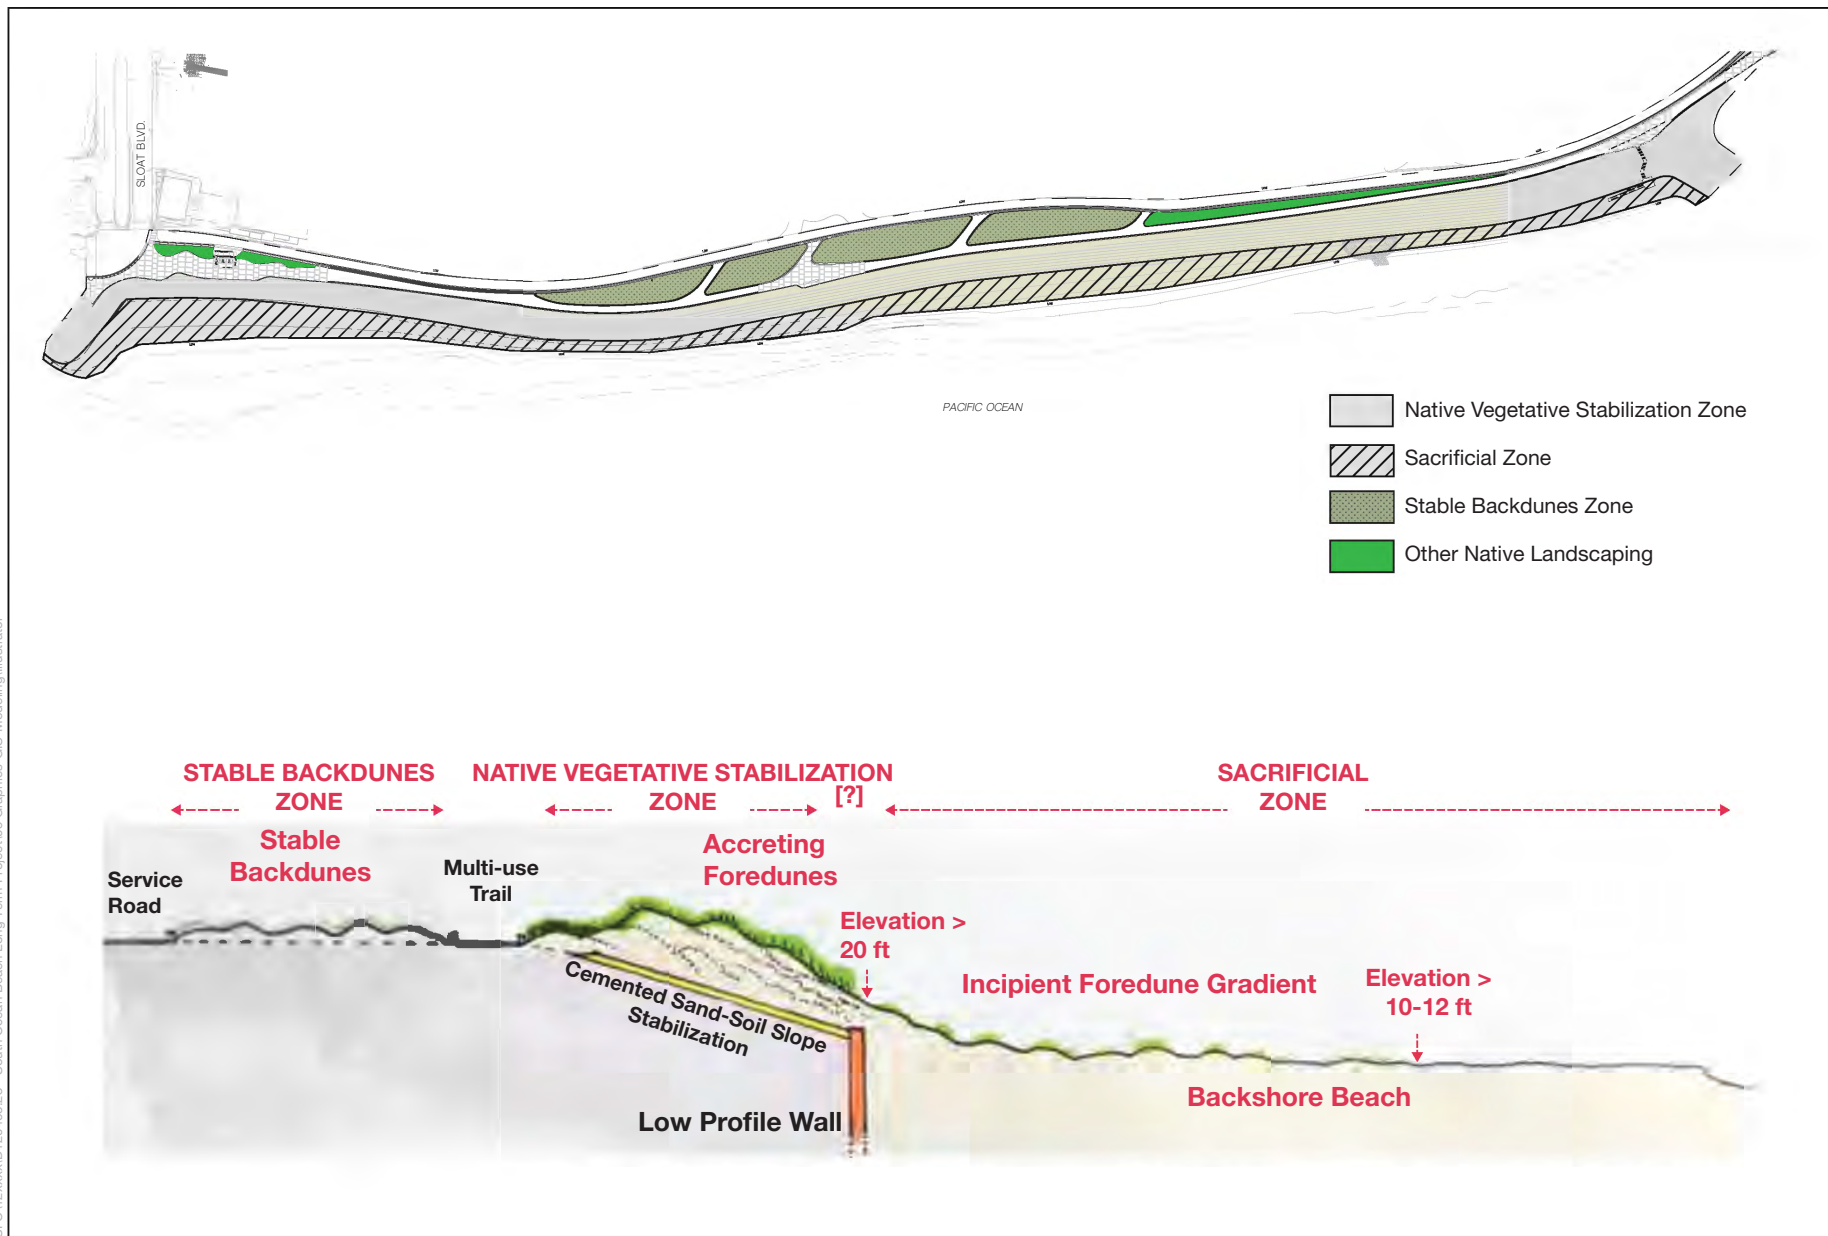 SLOAT BLVD.
PACIFIC OCEAN
Native Vegetative Stabilization Zone
Sacrificial Zone
Stable Backdunes Zone
Other Native Landscaping
STABLE BACKDUNES
ZONE
NATIVE VEGETATIVE STABILIZATION
ZONE
[?]
SACRIFICIAL
ZONE
Stable
Backdunes
Accreting
Foredunes
Service
Road
Multi-use
Trail
Elevation >
20 ft
Incipient Foredune Gradient
Elevation >
10-12 ft
Cemented Sand-Soil Slope
Stabilization
Backshore Beach
Low Profile Wall